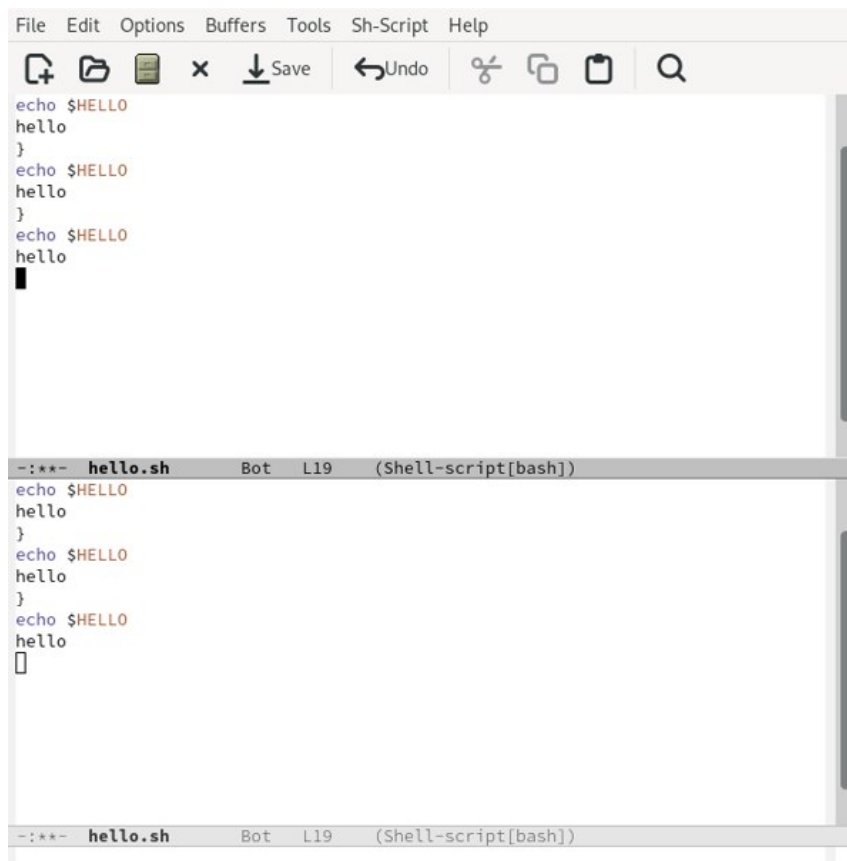 File Edit Options Buffers Tools Sh-Script Help
Save Undo
echo $HELLO
hello
}
echo $HELLO
hello
}
echo $HELLO
hello
-:**- hello.sh Bot L19 (Shell-script[bash])
echo $HELLO
hello
}
echo $HELLO
hello
}
echo $HELLO
hello
-:**- hello.sh Bot L19 (Shell-script[bash])